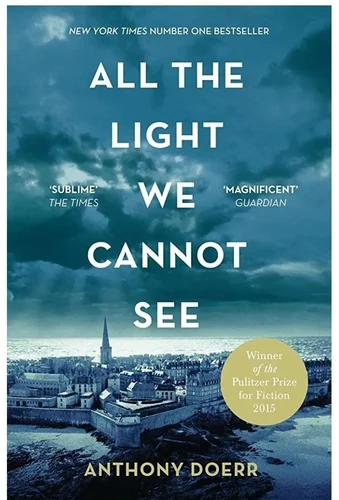 NEW YORK TIMES NUMBER ONE BESTSELLER
ALL THE
LIGHT
WE
CANNOT
SEE
'SUBLIME'
THE TIMES
'MAGNIFICENT'
GUARDIAN
Winner
of the
Pulitzer Prize
for Fiction
2015
ANTHONY DOERR